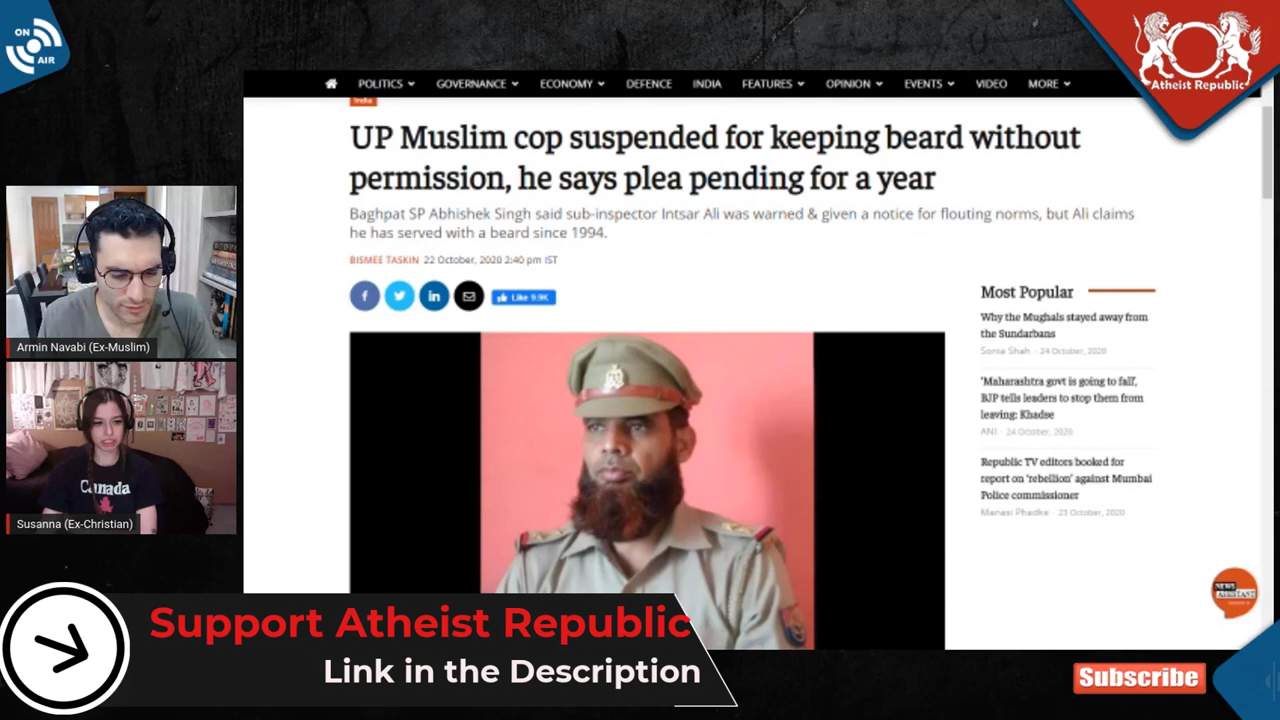 ON
AIR
POLITICS
GOVERNANCE
ECONOMY
DEFENCE
INDIA
FEATURES
OPINION
EVENTS
VIDEO
MORE
Atheist Republic
India
UP Muslim cop suspended for keeping beard without
permission, he says plea pending for a year
Baghpat SP Abhishek Singh said sub-inspector Intsar Ali was warned & given a notice for flouting norms, but Ali claims
he has served with a beard since 1994.
BISMEE TASKIN 22 October, 2020 2:40 pm IST
Like 9.9K
Most Popular
Why the Mughals stayed away from
the Sundarbans
Sonia Shah - 24 October, 2020
'Maharashtra govt is going to fall',
BJP tells leaders to stop them from
leaving: Khadse
ANI - 24 October, 2020
Republic TV editors booked for
report on 'rebellion' against Mumbai
Police commissioner
Manasi Phadke - 23 October, 2020
Armin Navabi (Ex-Muslim)
Canada
Susanna (Ex-Christian)
Support Atheist Republic
Link in the Description
Subscribe